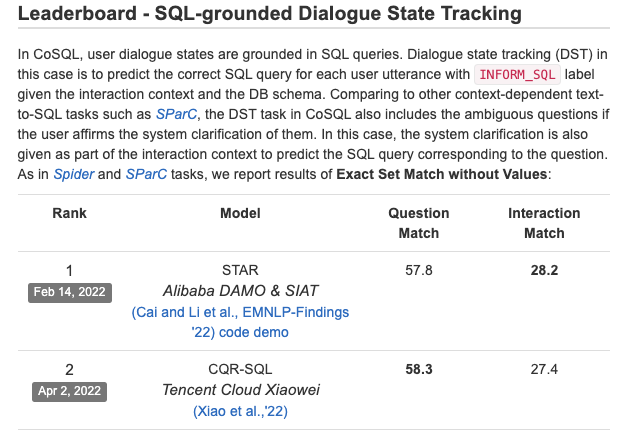 Leaderboard - SQL-grounded Dialogue State Tracking
In CoSQL, user dialogue states are grounded in SQL queries. Dialogue state tracking (DST) in
this case is to predict the correct SQL query for each user utterance with INFORM_SQL label
given the interaction context and the DB schema. Comparing to other context-dependent text-
to-SQL tasks such as SParC, the DST task in CoSQL also includes the ambiguous questions if
the user affirms the system clarification of them. In this case, the system clarification is also
given as part of the interaction context to predict the SQL query corresponding to the question.
As in Spider and SParC tasks, we report results of Exact Set Match without Values:
Rank Model Question Interaction
Match Match
1 STAR 57.8 28.2
Feb 14, 2022 Alibaba DAMO & SIAT
(Cai and Li et al., EMNLP-Findings
'22) code demo
2 CQR-SQL 58.3 27.4
Apr 2, 2022 Tencent Cloud Xiaowei
(Xiao et al.,'22)